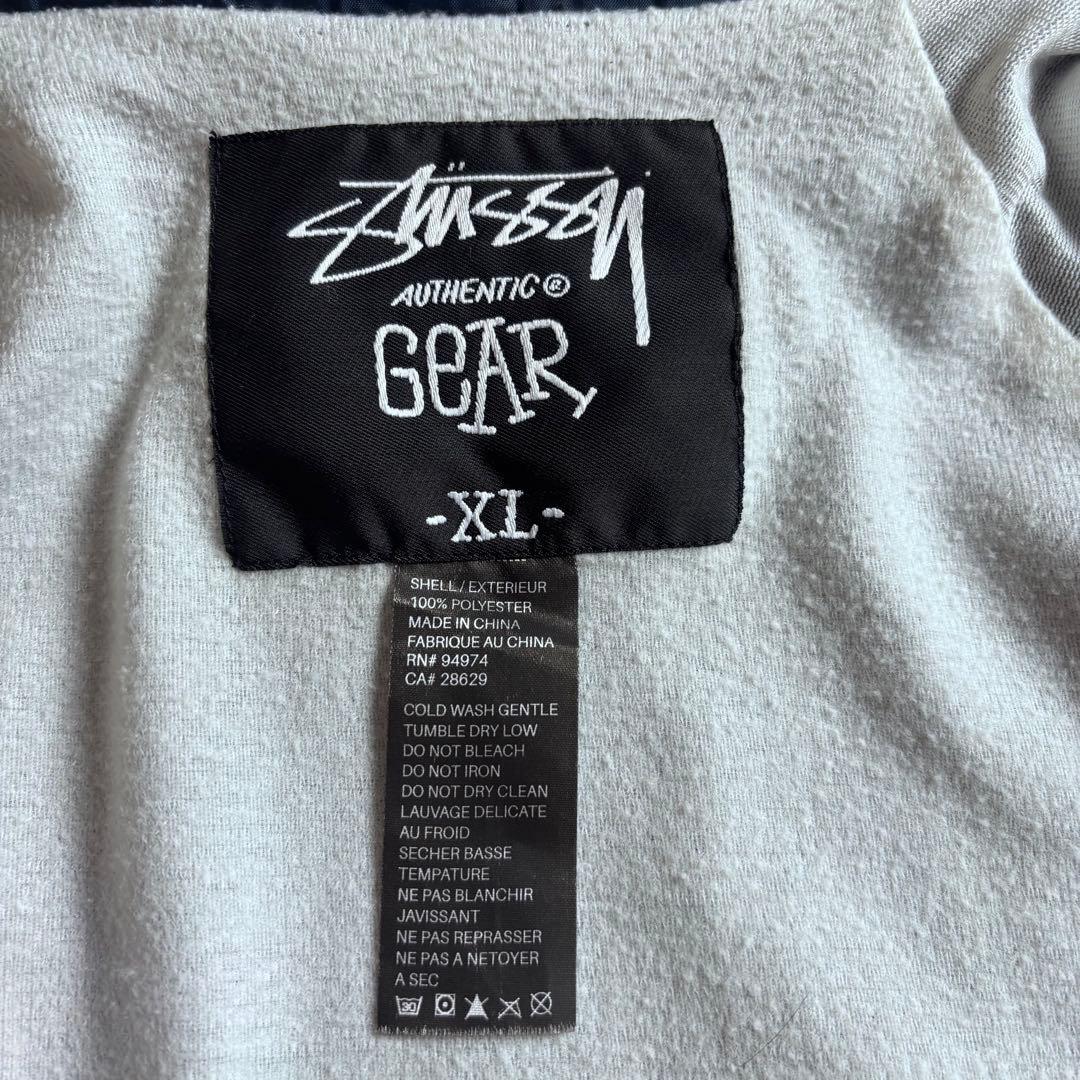 Stüssy
AUTHENTIC ®
GEAR
-XL-
SHELL / EXTERIEUR
100% POLYESTER
MADE IN CHINA
FABRIQUE AU CHINA
RN# 94974
CA# 28629
COLD WASH GENTLE
TUMBLE DRY LOW
DO NOT BLEACH
DO NOT IRON
DO NOT DRY CLEAN
LAUVAGE DELICATE
AU FROID
SECHER BASSE
TEMPATURE
NE PAS BLANCHIR
JAVISSANT
NE PAS REPRASSER
NE PAS A NETOYER
A SEC
30